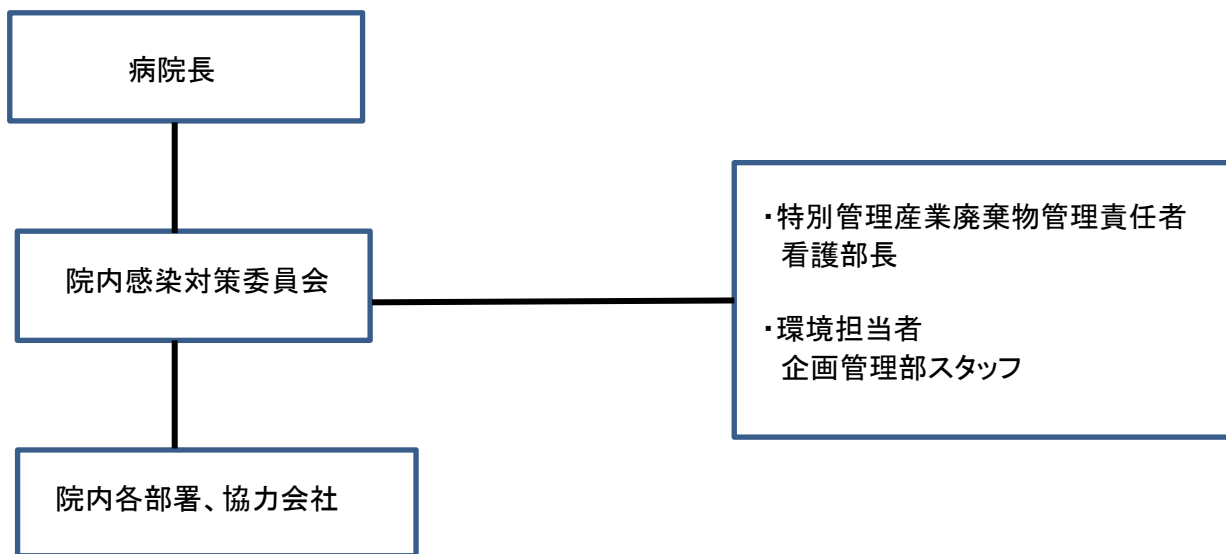 病院長
・特別管理産業廃棄物管理責任者
看護部長
院内感染対策委員会
・環境担当者
企画管理部スタッフ
院内各部署、協力会社